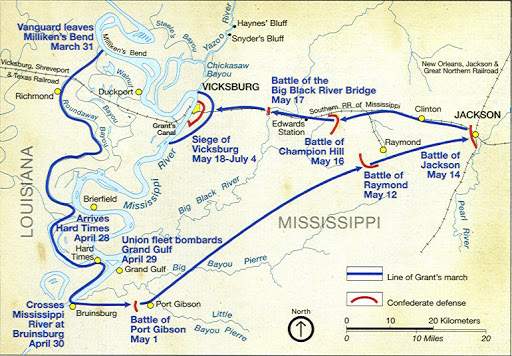 Vanguard leaves
Milliken's Bend
March 31
Milliken's Bend
Steele's
Bayou
Yazoo River
Haynes' Bluff
Snyder's Bluff
Chickasaw
Bayou
Vicksburg, Shreveport
& Texas Railroad
Richmond
Duckport
Walnut
Bayou
Roundaway Bayou
VICKSBURG
Grant's
Canal
Siege of
Vicksburg
May 18-July 4
Battle of the
Big Black River Bridge
May 17
Southern RR. of Mississippi
Edwards
Station
Battle of
Champion Hill
May 16
New Orleans, Jackson &
Great Northern Railroad
Clinton
JACKSON
Raymond
Battle of
Jackson
May 14
Battle of
Raymond
May 12
Pearl River
LOUISIANA
MISSISSIPPI
Mississippi
River
Big Black River
Brierfield
Arrives
Hard Times
April 28
Hard
Times
Union fleet bombards
Grand Gulf
April 29
Grand Gulf
Big Bayou Pierre
Crosses
Mississippi
River at
Bruinsburg
April 30
Bruinsburg
Port Gibson
Battle of
Port Gibson
May 1
Little
Bayou Pierre
North
Line of Grant's march
Confederate defense
0 10 20 Kilometers
0 10 Miles 20